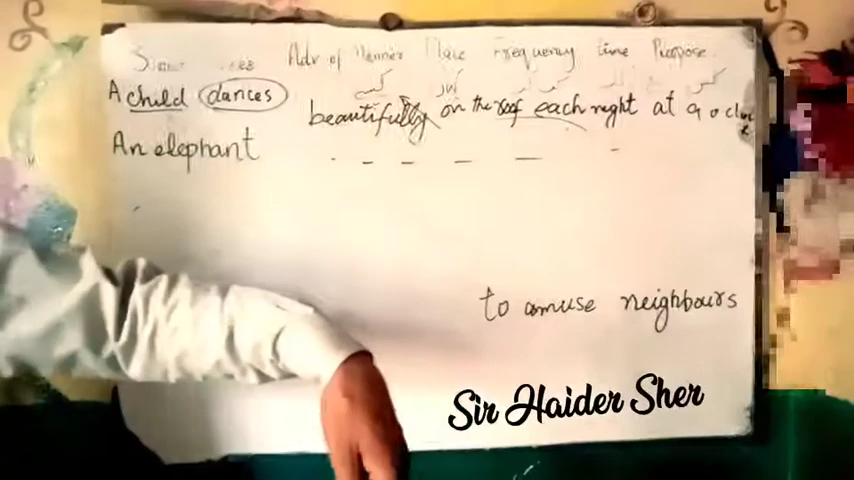 Adv of Manner Place Frequency time Purpose
A child dances beautifully on the roof each night at 9 o cloc
An elephant
to amuse neighbours
Sir Haider Sher